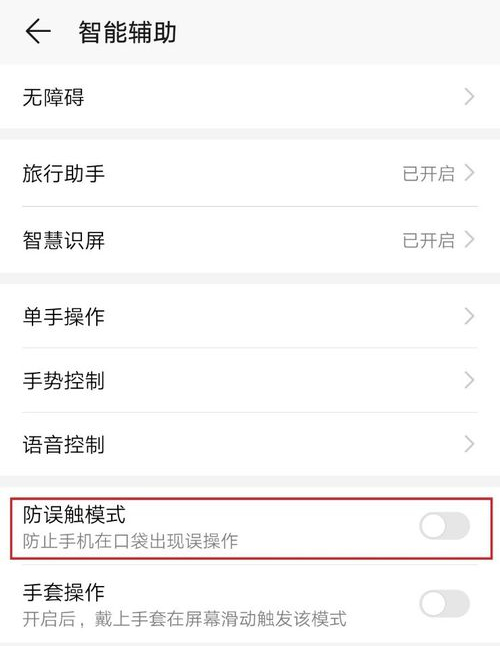 智能辅助
无障碍
旅行助手 已开启
智慧识屏 已开启
单手操作
手势控制
语音控制
防误触模式
防止手机在口袋出现误操作
手套操作
开启后，戴上手套在屏幕滑动触发该模式